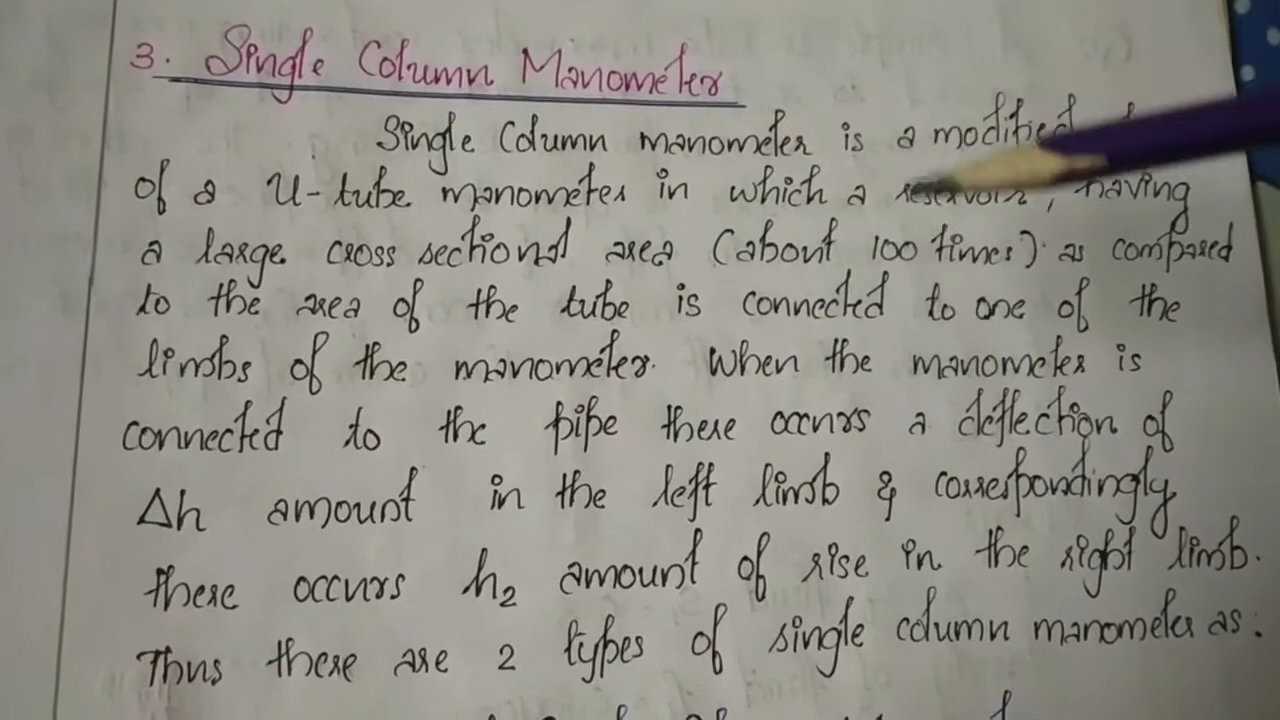 3. Single Column Manometer
Single Column manometer is a modified
of a U-tube manometer in which a reservoir, having
a large cross sectional area (about 100 times) as compared
to the area of the tube is connected to one of the
limbs of the manometer. When the manometer is
connected to the pipe there occurs a deflection of
Δh amount in the left limb & correspondingly
there occurs h₂ amount of rise in the right limb.
Thus there are 2 types of single column manometer as: